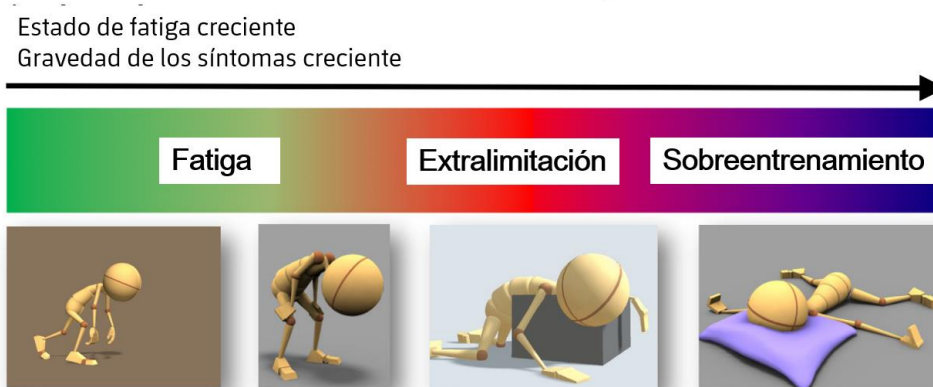 Estado de fatiga creciente
Gravedad de los síntomas creciente
Fatiga
Extralimitación
Sobreentrenamiento